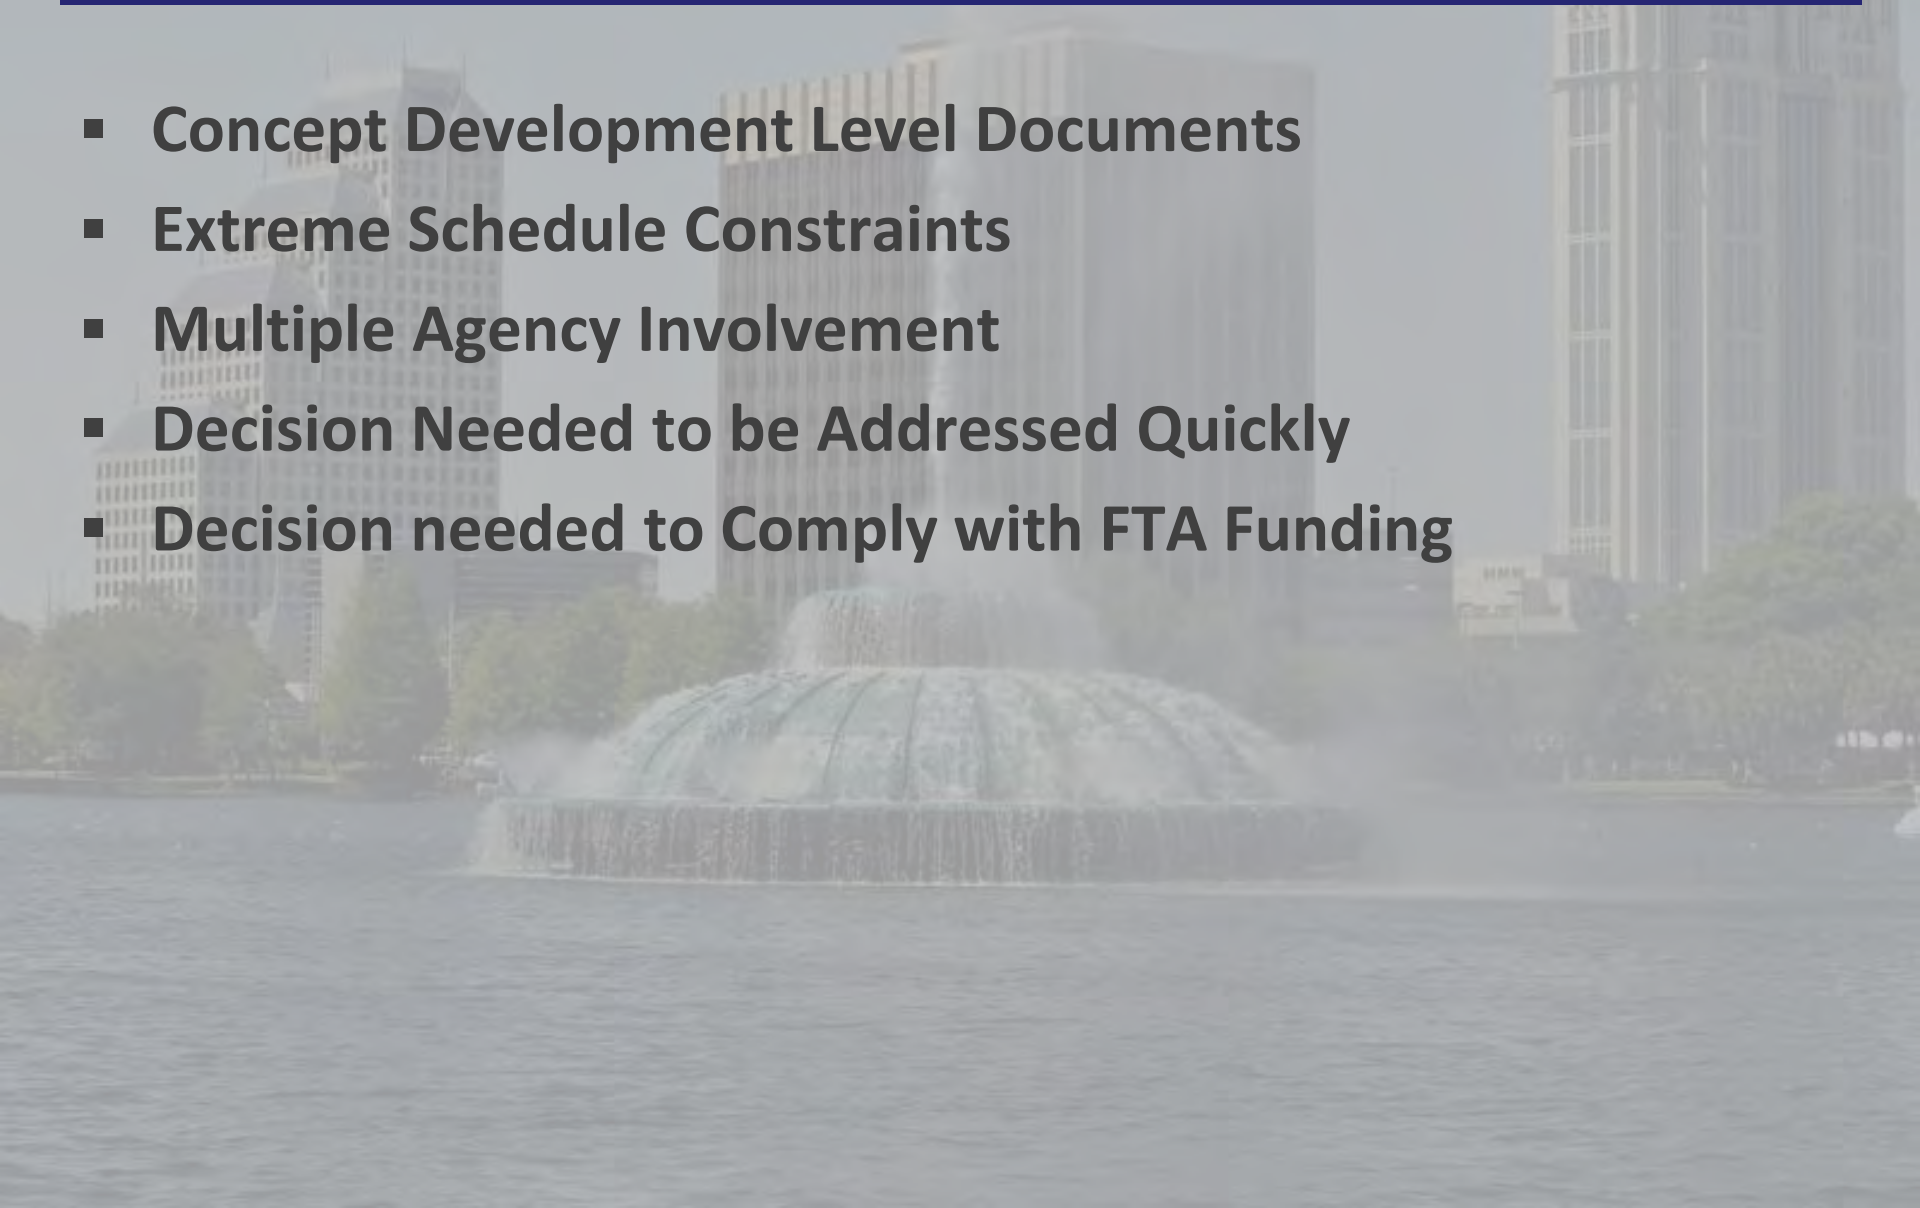 ▪ Concept Development Level Documents
▪ Extreme Schedule Constraints
▪ Multiple Agency Involvement
▪ Decision Needed to be Addressed Quickly
▪ Decision needed to Comply with FTA Funding